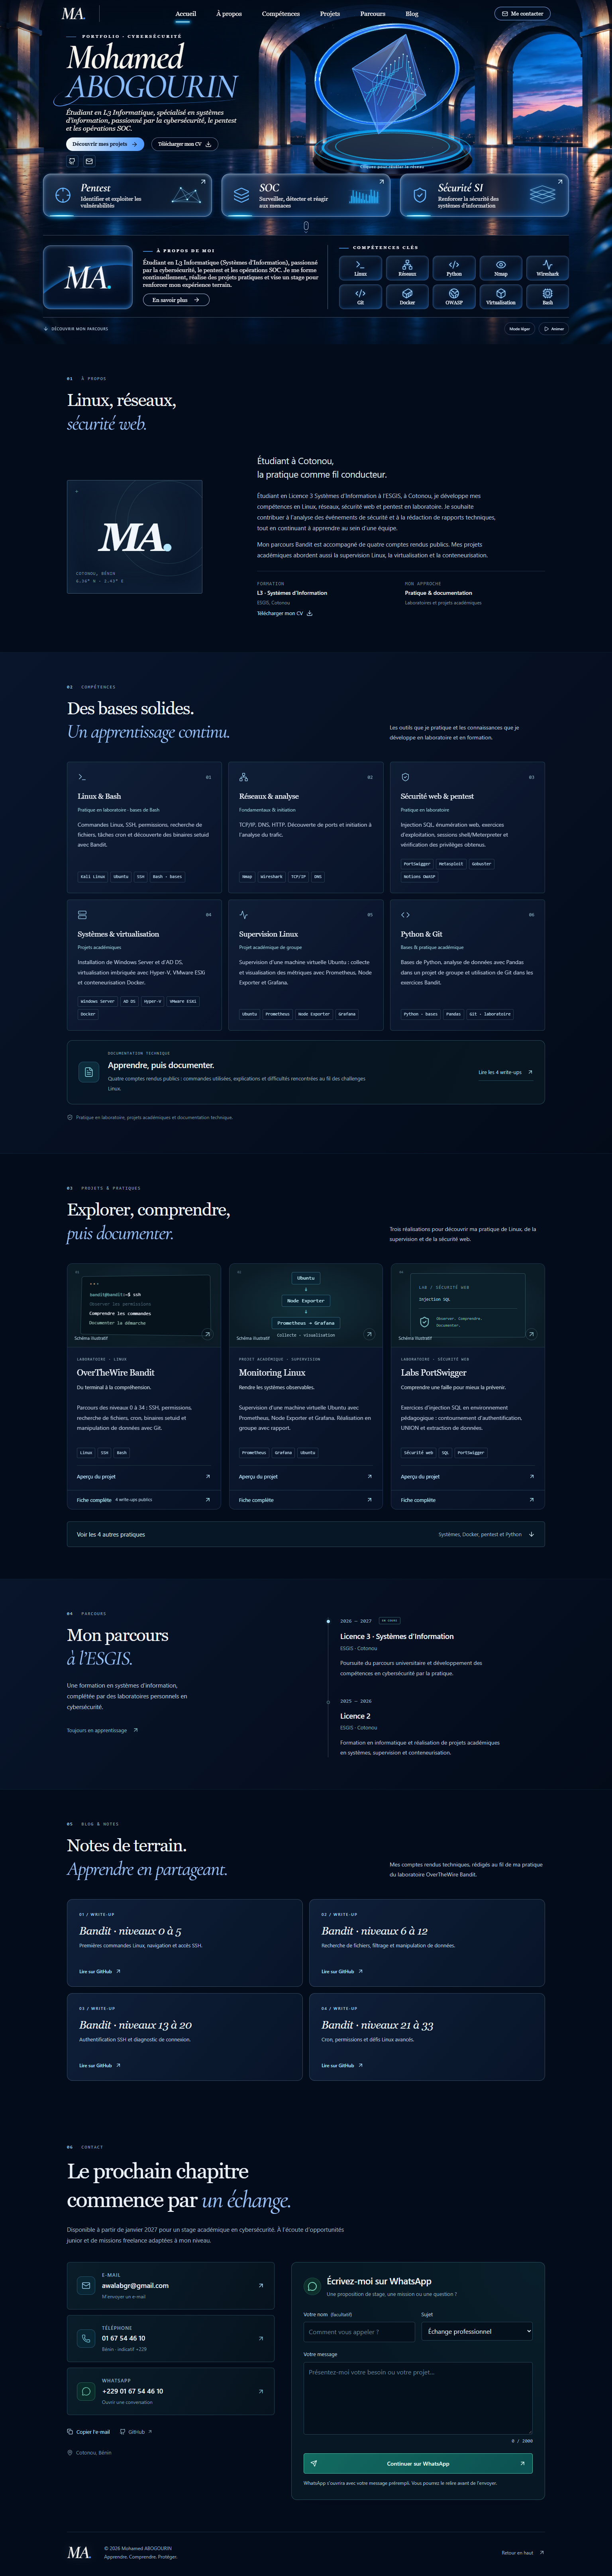 MA.
Accueil
À propos
Compétences
Projets
Parcours
Blog
Me contacter
PORTFOLIO · CYBERSÉCURITÉ
Mohamed
ABOGOURIN
Étudiant en L3 Informatique, spécialisé en systèmes
d'information, passionné par la cybersécurité, le pentest
et les opérations SOC.
Découvrir mes projets
Télécharger mon CV
Pentest
Identifier et exploiter les
vulnérabilités
SOC
Surveiller, détecter et réagir
aux menaces
Sécurité SI
Renforcer la sécurité des
systèmes d'information
MA.
À PROPOS DE MOI
Étudiant en L3 Informatique (Systèmes d'Information), passionné
par la cybersécurité, le pentest et les opérations SOC. Je me forme
continuellement, réalise des projets pratiques et vise un stage pour
renforcer mon expérience terrain.
En savoir plus
COMPÉTENCES CLÉS
Linux
Réseaux
Python
Nmap
Wireshark
Git
Docker
OWASP
Virtualisation
Bash
DÉCOUVRIR MON PARCOURS
Mode léger
Animer
01 À PROPOS
Linux, réseaux,
sécurité web.
MA.
COTONOU, BÉNIN
Étudiant à Cotonou,
la pratique comme fil conducteur.
Étudiant en Licence 3 Systèmes d'Information à l'ESGIS, à Cotonou, je développe mes
compétences en Linux, réseaux, sécurité web et pentest en laboratoire. Je souhaite
contribuer à l'analyse des événements de sécurité et à la rédaction de rapports techniques,
tout en continuant à apprendre au sein d'une équipe.
Mon parcours Bandit est accompagné de quatre comptes rendus publics. Mes projets
académiques abordent aussi la supervision Linux, la virtualisation et la conteneurisation.
FORMATION
L3 · Systèmes d'Information
ESGIS, Cotonou
Télécharger mon CV
MON APPROCHE
Pratique & documentation
Laboratoires et projets académiques
02 COMPÉTENCES
Des bases solides.
Un apprentissage continu.
Les outils que je pratique et les connaissances que je
développe en laboratoire et en formation.
01
Linux & Bash
Pratique en laboratoire · bases de Bash
Commandes Linux, SSH, permissions, recherche de
fichiers, tâches cron et découverte des binaires setuid
avec Bandit.
Kali Linux
Ubuntu
SSH
Bash · bases
02
Réseaux & analyse
Fondamentaux & initiation
TCP/IP, DNS, HTTP. Découverte de ports et initiation à
l'analyse du trafic.
Nmap
Wireshark
TCP/IP
DNS
03
Sécurité web & pentest
Pratique en laboratoire
Injection SQL, énumération web, exercices
d'exploitation, sessions shell/Meterpreter et
vérification des privilèges obtenus.
PortSwigger
Metasploit
Gobuster
Notions OWASP
04
Systèmes & virtualisation
Projets académiques
Installation de Windows Server et d'AD DS,
virtualisation imbriquée avec Hyper-V, VMware ESXi
et conteneurisation Docker.
Windows Server
AD DS
Hyper-V
VMware ESXi
Docker
05
Supervision Linux
Projet académique de groupe
Supervision d'une machine virtuelle Ubuntu : collecte
et visualisation des métriques avec Prometheus, Node
Exporter et Grafana.
Ubuntu
Prometheus
Node Exporter
Grafana
06
Python & Git
Bases & pratique académique
Bases de Python, analyse de données avec Pandas
dans un projet de groupe et utilisation de Git dans les
exercices Bandit.
Python · bases
Pandas
Git · laboratoire
DOCUMENTATION TECHNIQUE
Apprendre, puis documenter.
Quatre comptes rendus publics : commandes utilisées, explications et difficultés rencontrées au fil des challenges
Linux.
Lire les 4 write-ups
Pratique en laboratoire, projets académiques et documentation technique.
03 PROJETS & PRATIQUES
Explorer, comprendre,
puis documenter.
Trois réalisations pour découvrir ma pratique de Linux, de la
supervision et de la sécurité web.
bandit@bandit:~$ ssh
Observer les permissions
Comprendre les commandes
Documenter la démarche
Schéma illustratif
LABORATOIRE · LINUX
OverTheWire Bandit
Du terminal à la compréhension.
Parcours des niveaux 0 à 34 : SSH, permissions,
recherche de fichiers, cron, binaires setuid et
manipulation de données avec Git.
Linux
SSH
Bash
Aperçu du projet
Fiche complète 4 write-ups publics
Ubuntu
↓
Node Exporter
↓
Prometheus → Grafana
Collecte · visualisation
Schéma illustratif
PROJET ACADÉMIQUE · SUPERVISION
Monitoring Linux
Rendre les systèmes observables.
Supervision d'une machine virtuelle Ubuntu avec
Prometheus, Node Exporter et Grafana. Réalisation en
groupe avec rapport.
Prometheus
Grafana
Ubuntu
Aperçu du projet
Fiche complète
LAB / SÉCURITÉ WEB
Injection SQL
Observer. Comprendre.
Documenter.
Schéma illustratif
LABORATOIRE · SÉCURITÉ WEB
Labs PortSwigger
Comprendre une faille pour mieux la prévenir.
Exercices d'injection SQL en environnement
pédagogique : contournement d'authentification,
UNION et extraction de données.
Sécurité web
SQL
PortSwigger
Aperçu du projet
Fiche complète
Voir les 4 autres pratiques
Systèmes, Docker, pentest et Python
04 PARCOURS
Mon parcours
à l'ESGIS.
Une formation en systèmes d'information,
complétée par des laboratoires personnels en
cybersécurité.
Toujours en apprentissage
2026 — 2027 EN COURS
Licence 3 · Systèmes d'Information
ESGIS · Cotonou
Poursuite du parcours universitaire et développement des
compétences en cybersécurité par la pratique.
2025 — 2026
Licence 2
ESGIS · Cotonou
Formation en informatique et réalisation de projets académiques
en systèmes, supervision et conteneurisation.
05 BLOG & NOTES
Notes de terrain.
Apprendre en partageant.
Mes comptes rendus techniques, rédigés au fil de ma pratique
du laboratoire OverTheWire Bandit.
01 / WRITE-UP
Bandit · niveaux 0 à 5
Premières commandes Linux, navigation et accès SSH.
Lire sur GitHub
02 / WRITE-UP
Bandit · niveaux 6 à 12
Recherche de fichiers, filtrage et manipulation de données.
Lire sur GitHub
03 / WRITE-UP
Bandit · niveaux 13 à 20
Authentification SSH et diagnostic de connexion.
Lire sur GitHub
04 / WRITE-UP
Bandit · niveaux 21 à 33
Cron, permissions et défis Linux avancés.
Lire sur GitHub
06 CONTACT
Le prochain chapitre
commence par un échange.
Disponible à partir de janvier 2027 pour un stage académique en cybersécurité. À l'écoute d'opportunités
junior et de missions freelance adaptées à mon niveau.
E-MAIL
awalabgr@gmail.com
M'envoyer un e-mail
TÉLÉPHONE
01 67 54 46 10
Bénin · indicatif +229
WHATSAPP
+229 01 67 54 46 10
Ouvrir une conversation
Copier l'e-mail
GitHub
Cotonou, Bénin
Écrivez-moi sur WhatsApp
Une proposition de stage, une mission ou une question ?
Votre nom (facultatif)
Comment vous appeler ?
Sujet
Échange professionnel
Votre message
Présentez-moi votre besoin ou votre projet…
0 / 2000
Continuer sur WhatsApp
WhatsApp s'ouvrira avec votre message prérempli. Vous pourrez le relire avant de l'envoyer.
MA.
© 2026 Mohamed ABOGOURIN
Apprendre. Comprendre. Protéger.
Retour en haut